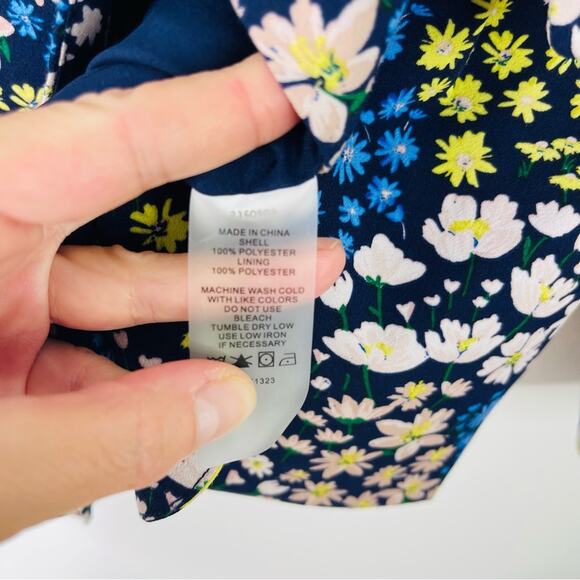 MADE IN CHINA
SHELL
100% POLYESTER
LINING
100% POLYESTER
MACHINE WASH COLD
WITH LIKE COLORS
DO NOT USE
BLEACH
TUMBLE DRY LOW
USE LOW IRON
IF NECESSARY
1323